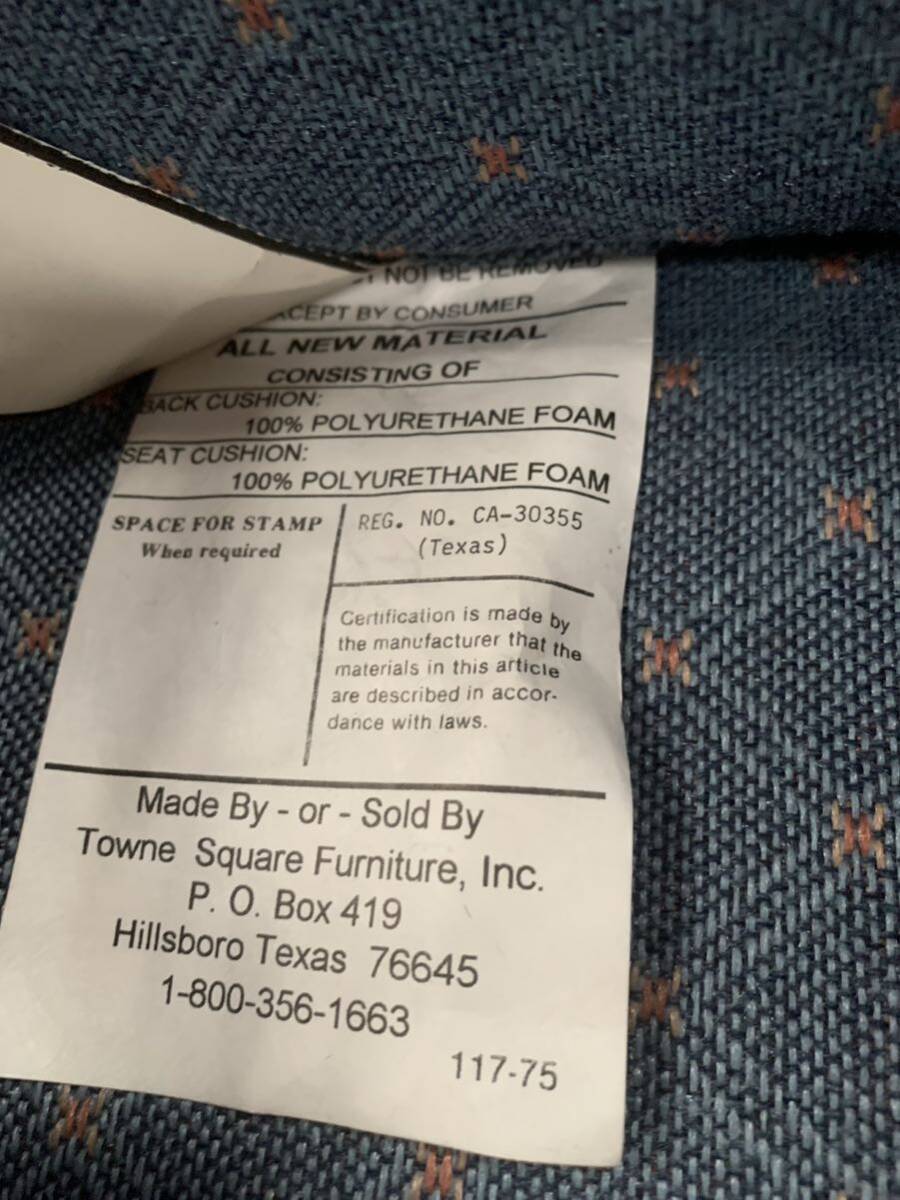 NOT BE REMOVED
BY CONSUMER
ALL NEW MATERIAL
CONSISTING OF
BACK CUSHION:
100% POLYURETHANE FOAM
SEAT CUSHION:
100% POLYURETHANE FOAM
SPACE FOR STAMP
When required
REG. NO. CA-30355
(Texas)
Certification is made by
the manufacturer that the
materials in this article
are described in accor-
dance with laws.
Made By - or - Sold By
Towne Square Furniture, Inc.
P. O. Box 419
Hillsboro Texas 76645
1-800-356-1663
117-75